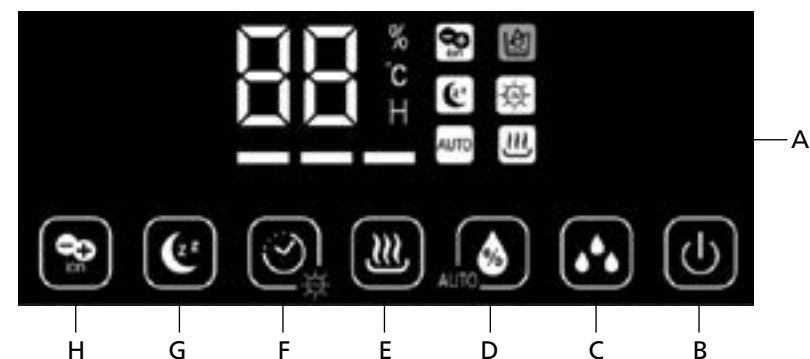 88 % ion
°C
H
AUTO
A
ion z z AUTO %
H G F E D C B